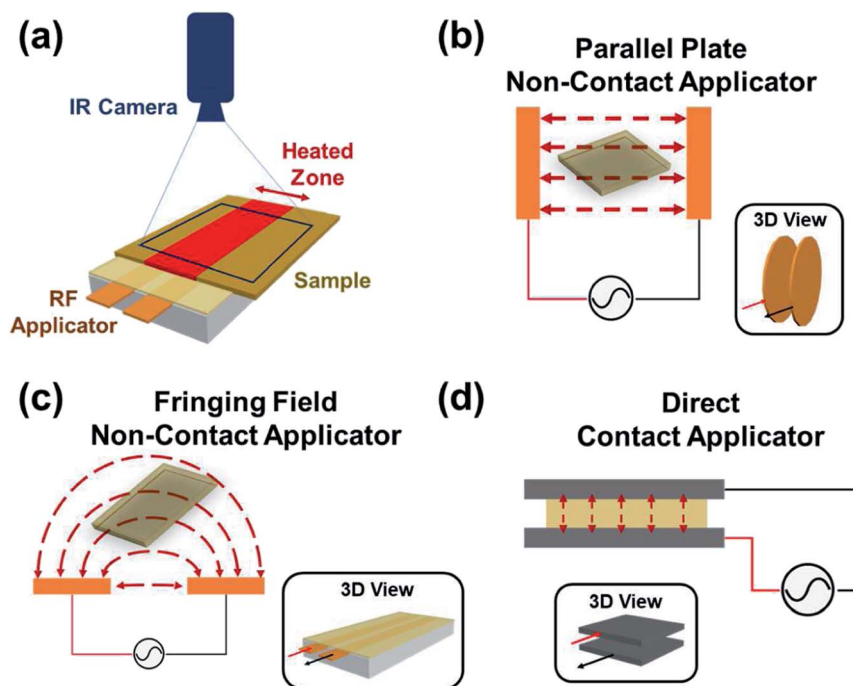 (a)
IR Camera
Heated
Zone
Sample
RF
Applicator
(b)
Parallel Plate
Non-Contact Applicator
3D View
(c)
Fringing Field
Non-Contact Applicator
3D View
(d)
Direct
Contact Applicator
3D View